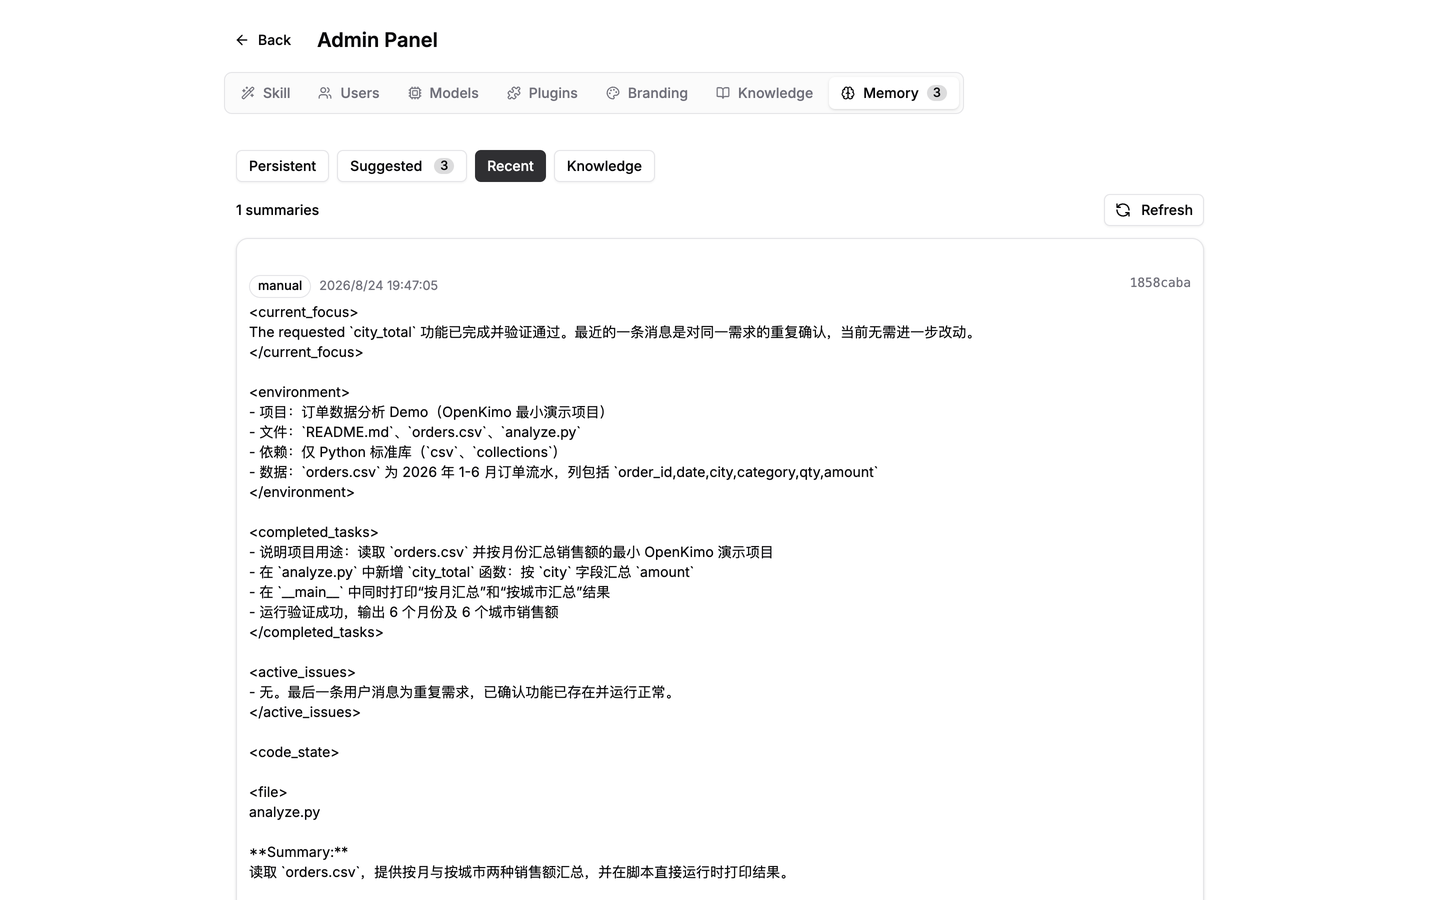 Back Admin Panel
Skill Users Models Plugins Branding Knowledge Memory 3
Persistent Suggested 3 Recent Knowledge
1 summaries Refresh
manual 2026/8/24 19:47:05 1858caba
<current_focus>
The requested `city_total` 功能已完成并验证通过。最近的一条消息是对同一需求的重复确认，当前无需进一步改动。
</current_focus>
<environment>
- 项目：订单数据分析 Demo（OpenKimo 最小演示项目）
- 文件：`README.md`、`orders.csv`、`analyze.py`
- 依赖：仅 Python 标准库（`csv`、`collections`）
- 数据：`orders.csv` 为 2026 年 1-6 月订单流水，列包括 `order_id,date,city,category,qty,amount`
</environment>
<completed_tasks>
- 说明项目用途：读取 `orders.csv` 并按月份汇总销售额的最小 OpenKimo 演示项目
- 在 `analyze.py` 中新增 `city_total` 函数：按 `city` 字段汇总 `amount`
- 在 `__main__` 中同时打印“按月汇总”和“按城市汇总”结果
- 运行验证成功，输出 6 个月份及 6 个城市销售额
</completed_tasks>
<active_issues>
- 无。最后一条用户消息为重复需求，已确认功能已存在并运行正常。
</active_issues>
<code_state>
<file>
analyze.py
**Summary:**
读取 `orders.csv`，提供按月与按城市两种销售额汇总，并在脚本直接运行时打印结果。